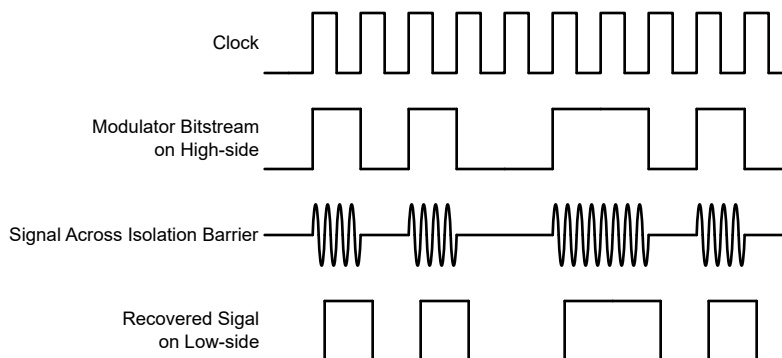 Clock
Modulator Bitstream
on High-side
Signal Across Isolation Barrier
Recovered Sigal
on Low-side